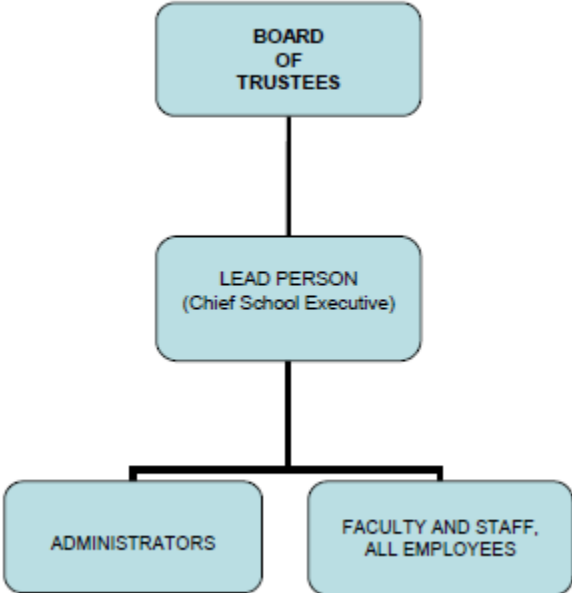 BOARD
OF
TRUSTEES
LEAD PERSON
(Chief School Executive)
ADMINISTRATORS
FACULTY AND STAFF,
ALL EMPLOYEES